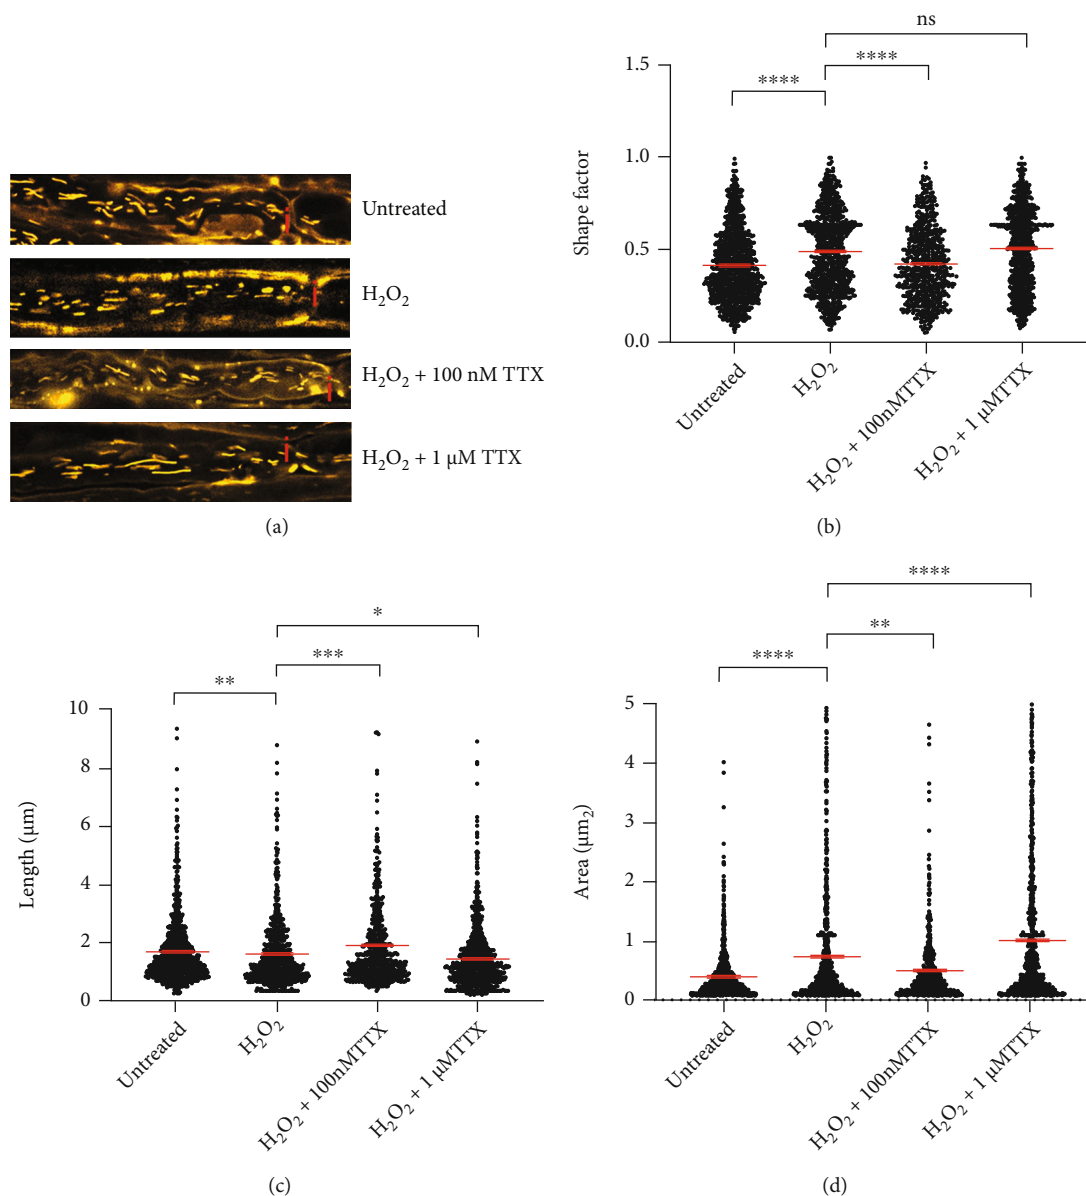 Untreated
H₂O₂
H₂O₂ + 100 nM TTX
H₂O₂ + 1 μM TTX
(a)
ns
****
****
1.5
1.0
0.5
0.0
Shape factor
Untreated
H₂O₂
H₂O₂ + 100nMTTX
H₂O₂ + 1 μMTTX
(b)
*
***
**
10
8
6
4
2
0
Length (μm)
Untreated
H₂O₂
H₂O₂ + 100nMTTX
H₂O₂ + 1 μMTTX
(c)
****
**
****
5
4
3
2
1
0
Area (μm₂)
Untreated
H₂O₂
H₂O₂ + 100nMTTX
H₂O₂ + 1 μMTTX
(d)